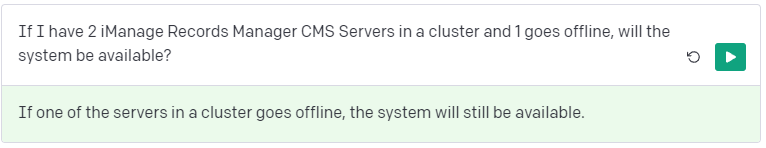 If I have 2 iManage Records Manager CMS Servers in a cluster and 1 goes offline, will the
system be available?
If one of the servers in a cluster goes offline, the system will still be available.